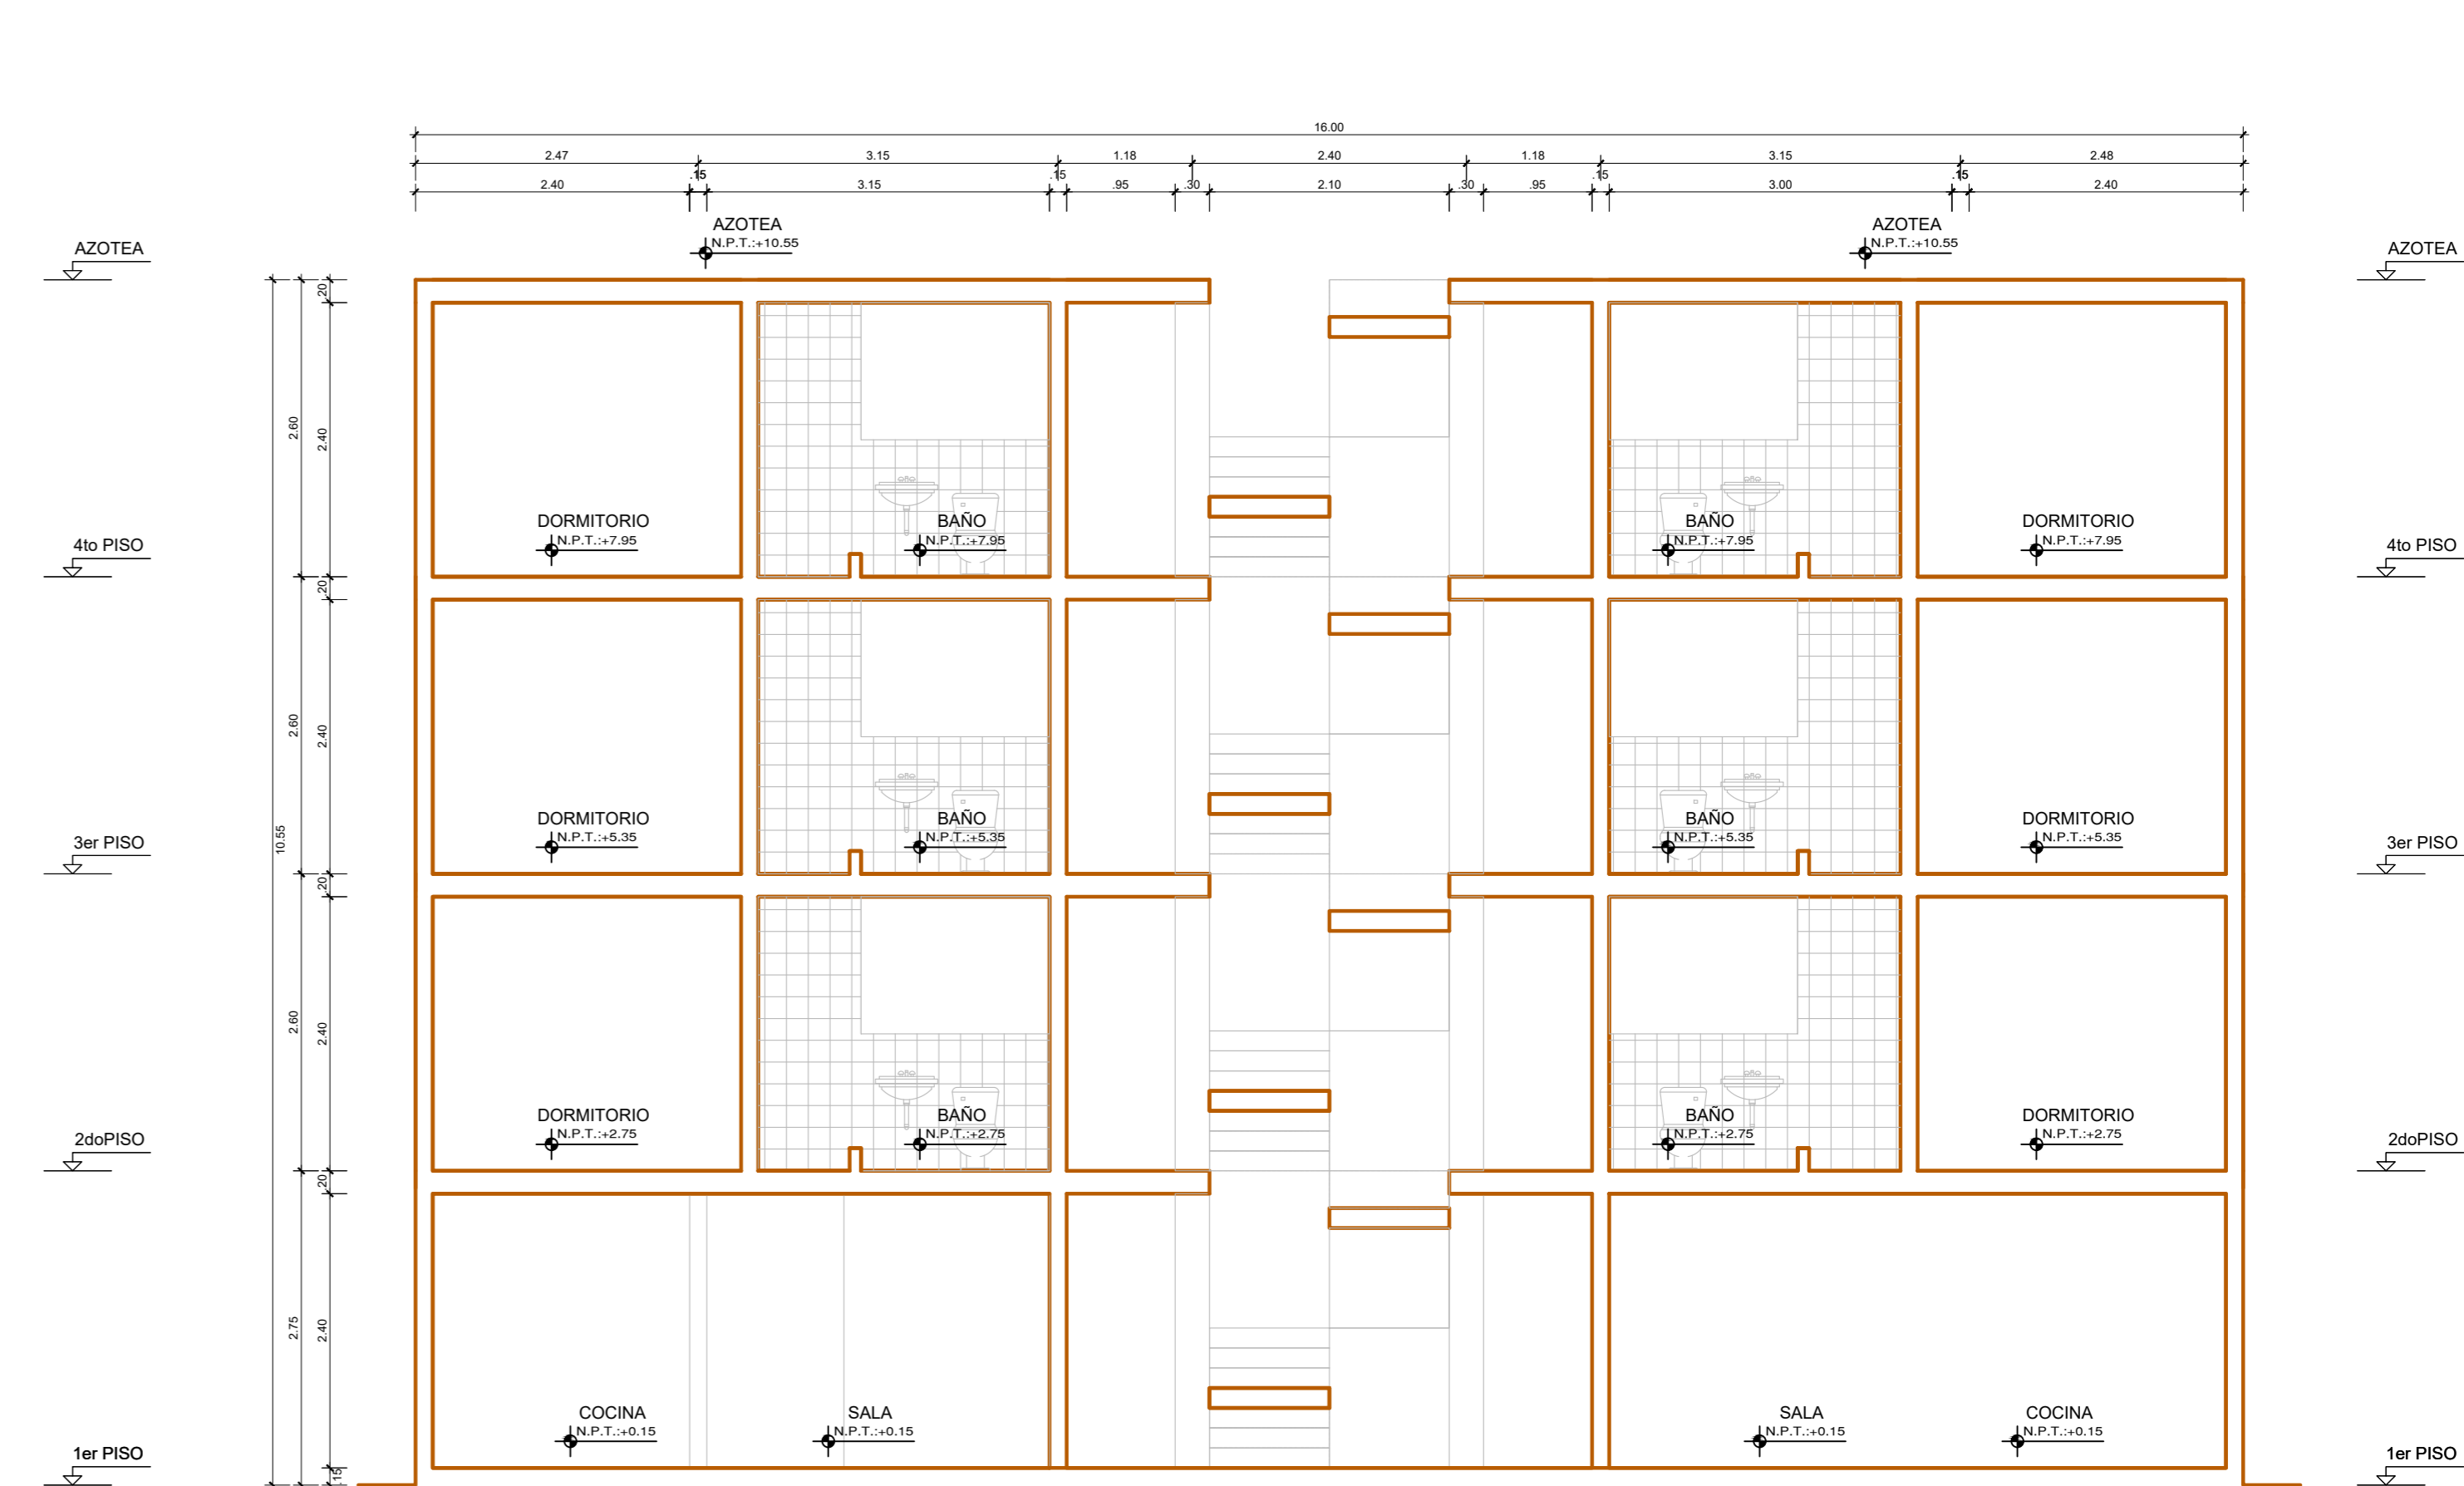 16.00
2.47 3.15 1.18 2.40 1.18 3.15 2.48
.15 .15 .15 .15
2.40 3.15 .95 .30 2.10 .30 .95 3.00 2.40
AZOTEA AZOTEA
N.P.T.:+10.55 N.P.T.:+10.55
AZOTEA AZOTEA
.20
2.60 2.40
DORMITORIO BAÑO BAÑO DORMITORIO
N.P.T.:+7.95 N.P.T.:+7.95 N.P.T.:+7.95 N.P.T.:+7.95
4to PISO 4to PISO
.20
2.60 2.40
DORMITORIO BAÑO BAÑO DORMITORIO
N.P.T.:+5.35 N.P.T.:+5.35 N.P.T.:+5.35 N.P.T.:+5.35
10.55
3er PISO 3er PISO
.20
2.60 2.40
DORMITORIO BAÑO BAÑO DORMITORIO
N.P.T.:+2.75 N.P.T.:+2.75 N.P.T.:+2.75 N.P.T.:+2.75
2doPISO 2doPISO
.20
2.75 2.40
COCINA SALA SALA COCINA
N.P.T.:+0.15 N.P.T.:+0.15 N.P.T.:+0.15 N.P.T.:+0.15
1er PISO 1er PISO
.15